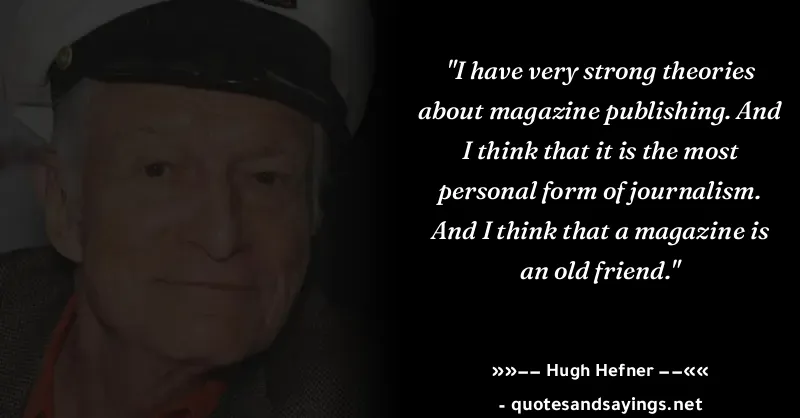 "I have very strong theories
about magazine publishing. And
I think that it is the most
personal form of journalism.
And I think that a magazine is
an old friend."
»»−− Hugh Hefner −−««
- quotesandsayings.net